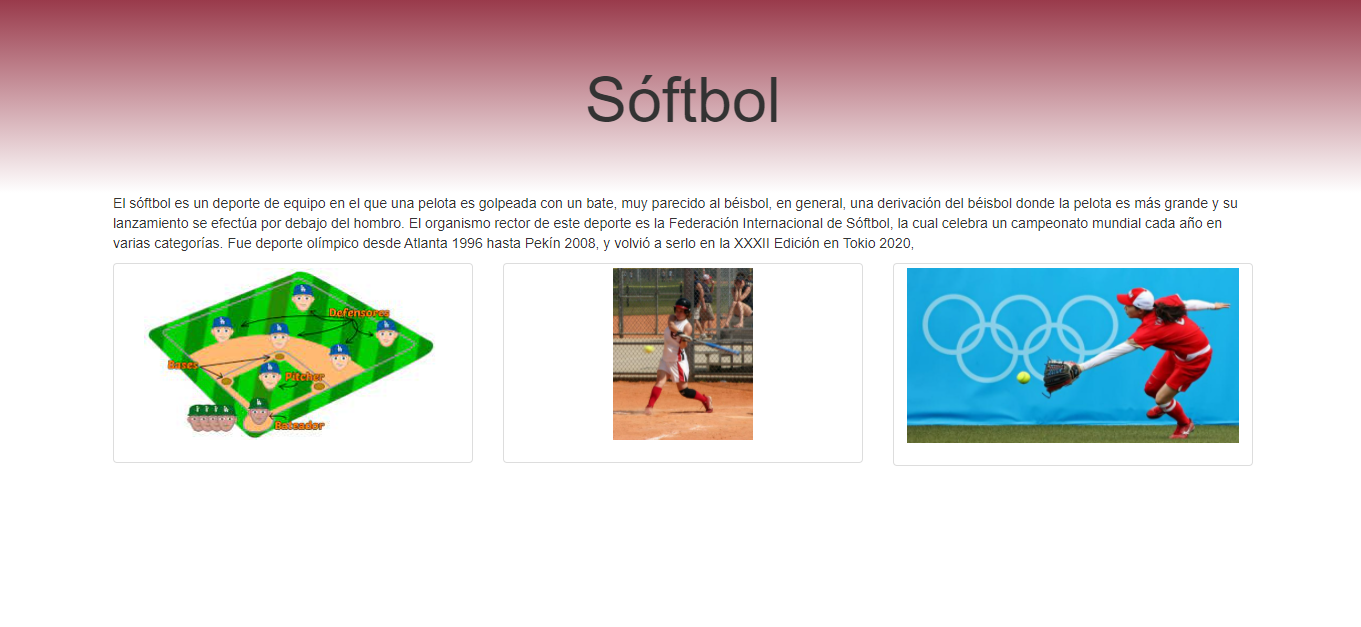 Sóftbol
El sóftbol es un deporte de equipo en el que una pelota es golpeada con un bate, muy parecido al béisbol, en general, una derivación del béisbol donde la pelota es más grande y su
lanzamiento se efectúa por debajo del hombro. El organismo rector de este deporte es la Federación Internacional de Sóftbol, la cual celebra un campeonato mundial cada año en
varias categorías. Fue deporte olímpico desde Atlanta 1996 hasta Pekín 2008, y volvió a serlo en la XXXII Edición en Tokio 2020,
Defensores
Bases
Pitcher
Bateador